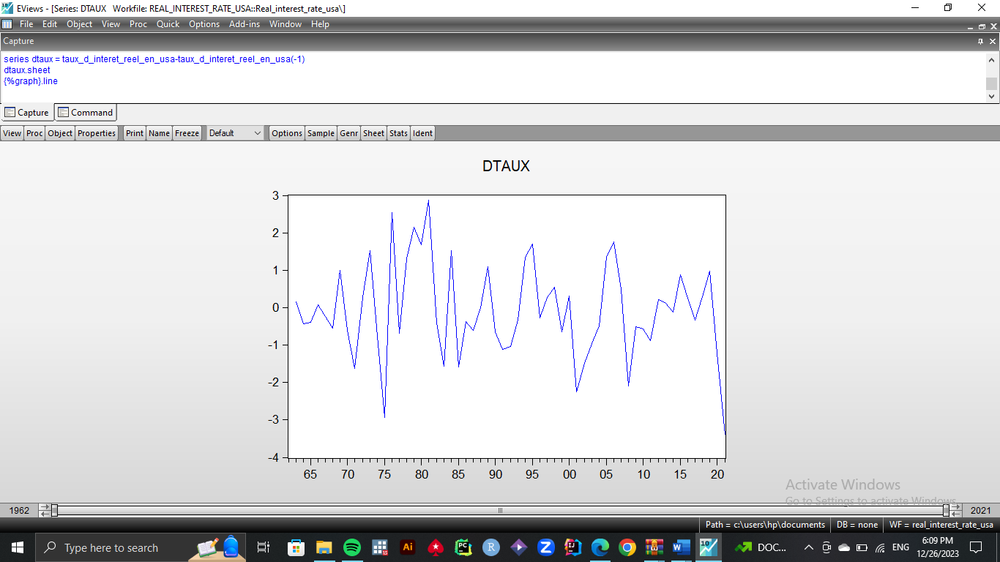 EViews - [Series: DTAUX   Workfile: REAL_INTEREST_RATE_USA::Real_interest_rate_usa\]
File Edit Object View Proc Quick Options Add-ins Window Help
Capture
series dtaux = taux_d_interet_reel_en_usa-taux_d_interet_reel_en_usa(-1)
dtaux.sheet
{%graph}.line
Capture Command
View Proc Object Properties Print Name Freeze Default Options Sample Genr Sheet Stats Ident
DTAUX
3
2
1
0
-1
-2
-3
-4
65 70 75 80 85 90 95 00 05 10 15 20
Activate Windows
Go to Settings to activate Windows.
1962 2021
Path = c:\users\hp\documents DB = none WF = real_interest_rate_usa
Type here to search
Ai
PC
R
Z
IJ
W
DOC...
ENG
6:09 PM
12/26/2023